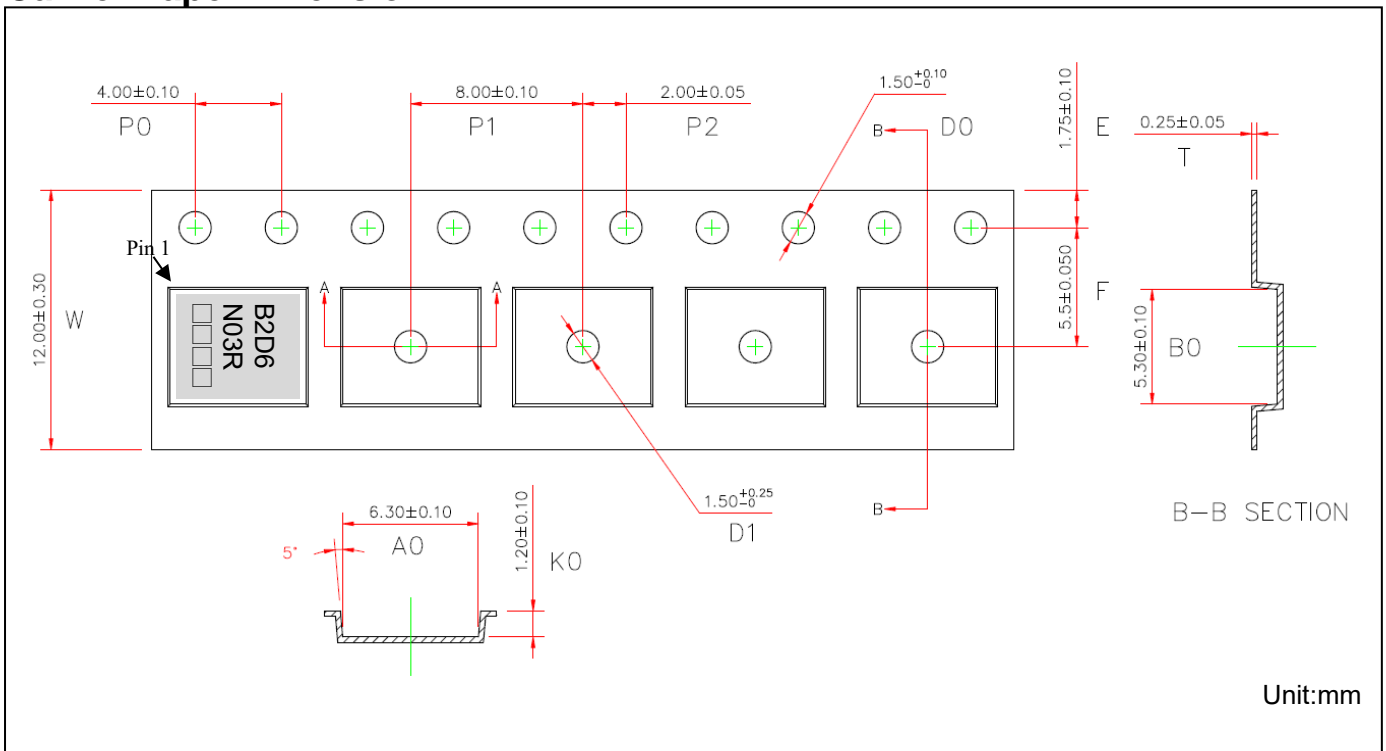 4.00±0.10
P0
8.00±0.10
P1
2.00±0.05
P2
1.50+0.10-0
D0
B
1.75±0.10
E
0.25±0.05
T
Pin 1
12.00±0.30
W
B2D6
N03R
A
A
5.5±0.050
F
5.30±0.10
B0
1.50+0.25-0
D1
B
B-B SECTION
6.30±0.10
A0
5°
1.20±0.10
K0
Unit:mm